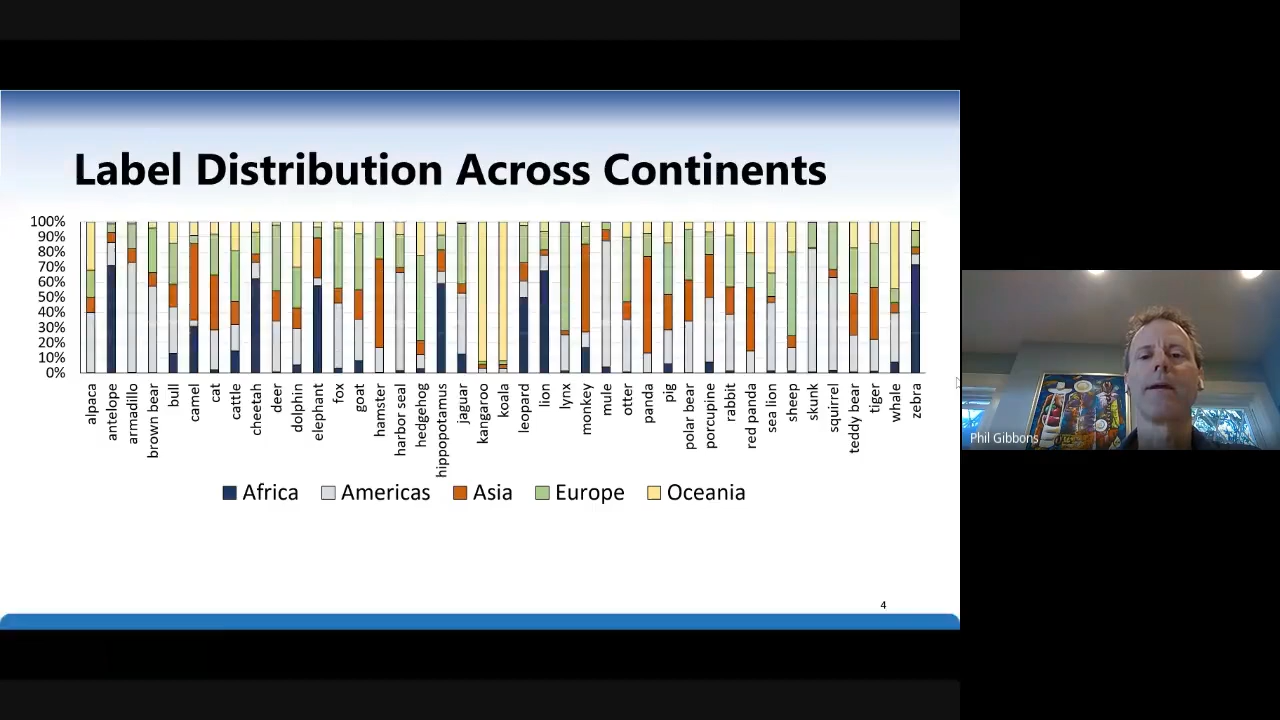 Label Distribution Across Continents
100%
90%
80%
70%
60%
50%
40%
30%
20%
10%
0%
alpaca
antelope
armadillo
brown bear
bull
camel
cat
cattle
cheetah
deer
dolphin
elephant
fox
goat
hamster
harbor seal
hedgehog
hippopotamus
jaguar
kangaroo
koala
leopard
lion
lynx
monkey
mule
otter
panda
pig
polar bear
porcupine
rabbit
red panda
sea lion
sheep
skunk
squirrel
teddy bear
tiger
whale
zebra
Africa Americas Asia Europe Oceania
4
Phil Gibbons